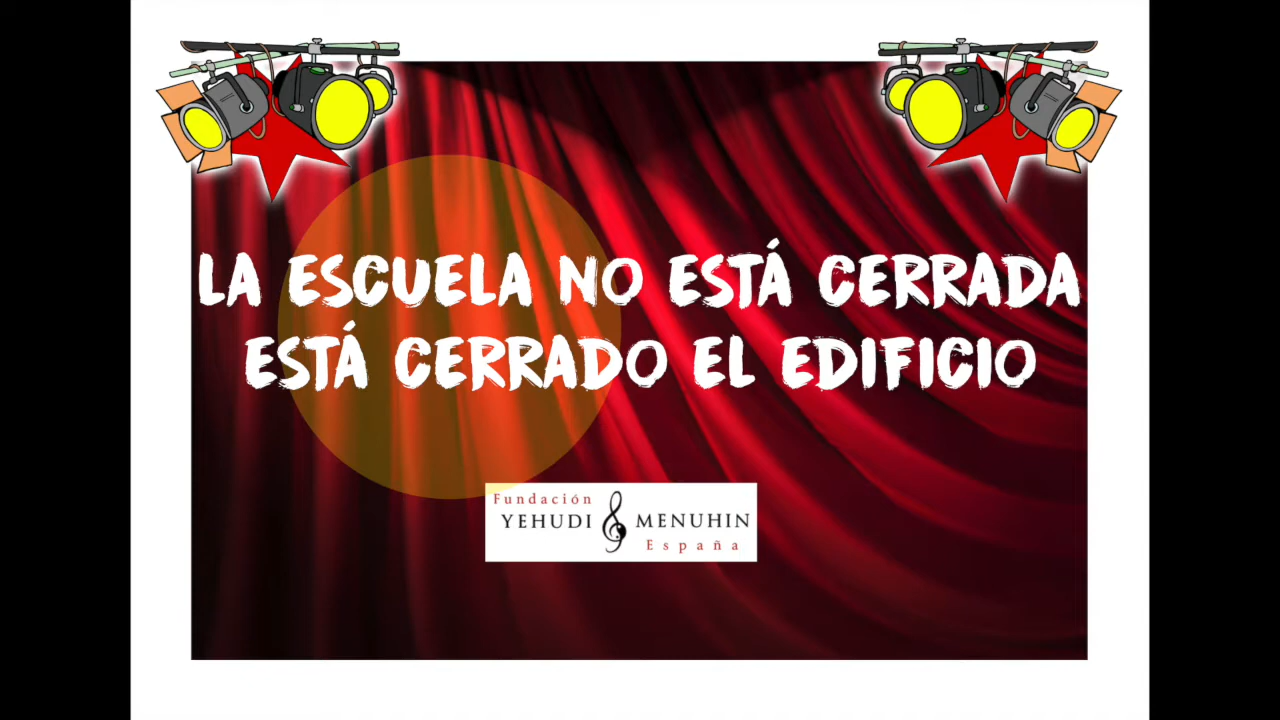 LA ESCUELA NO ESTÁ CERRADA
ESTÁ CERRADO EL EDIFICIO
Fundación
YEHUDI MENUHIN
España